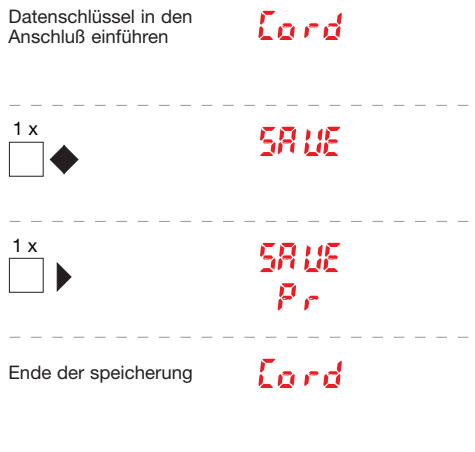 Datenschlüssel in den
Anschluß einführen
Cord
1 x
SAVE
1 x
SAVE
Pr
Ende der speicherung
Cord